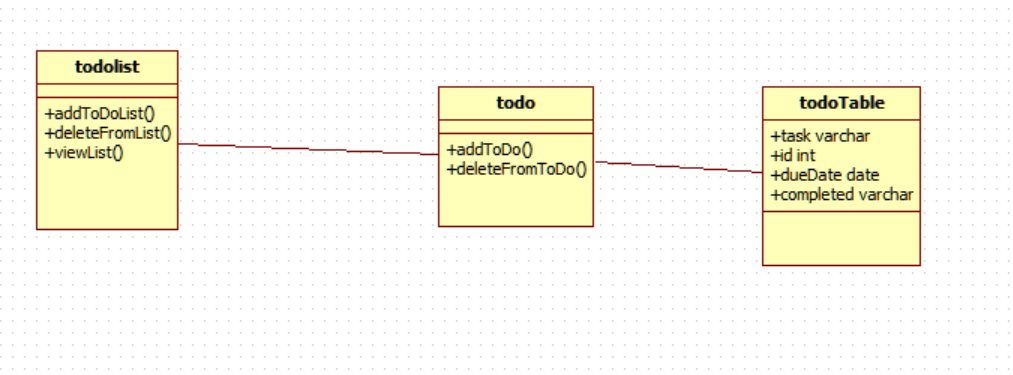 todolist
+addToDoList()
+deleteFromList()
+viewList()
todo
+addToDo()
+deleteFromToDo()
todoTable
+task varchar
+id int
+dueDate date
+completed varchar